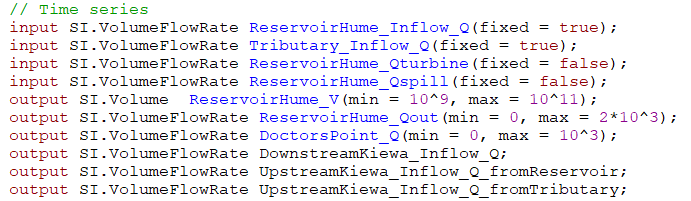 // Time series
input SI.VolumeFlowRate ReservoirHume_Inflow_Q(fixed = true);
input SI.VolumeFlowRate Tributary_Inflow_Q(fixed = true);
input SI.VolumeFlowRate ReservoirHume_Qturbine(fixed = false);
input SI.VolumeFlowRate ReservoirHume_Qspill(fixed = false);
output SI.Volume  ReservoirHume_V(min = 10^9, max = 10^11);
output SI.VolumeFlowRate ReservoirHume_Qout(min = 0, max = 2*10^3);
output SI.VolumeFlowRate DoctorsPoint_Q(min = 0, max = 10^3);
output SI.VolumeFlowRate DownstreamKiewa_Inflow_Q;
output SI.VolumeFlowRate UpstreamKiewa_Inflow_Q_fromReservoir;
output SI.VolumeFlowRate UpstreamKiewa_Inflow_Q_fromTributary;